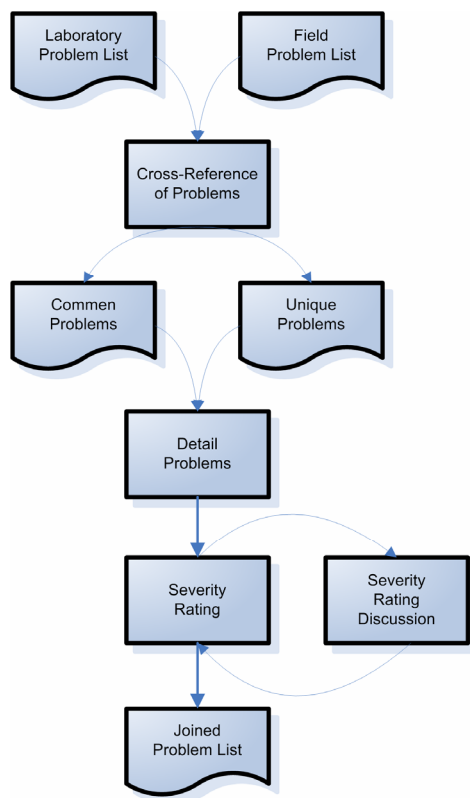 Laboratory
Problem List
Field
Problem List
Cross-Reference
of Problems
Commen
Problems
Unique
Problems
Detail
Problems
Severity
Rating
Severity
Rating
Discussion
Joined
Problem List